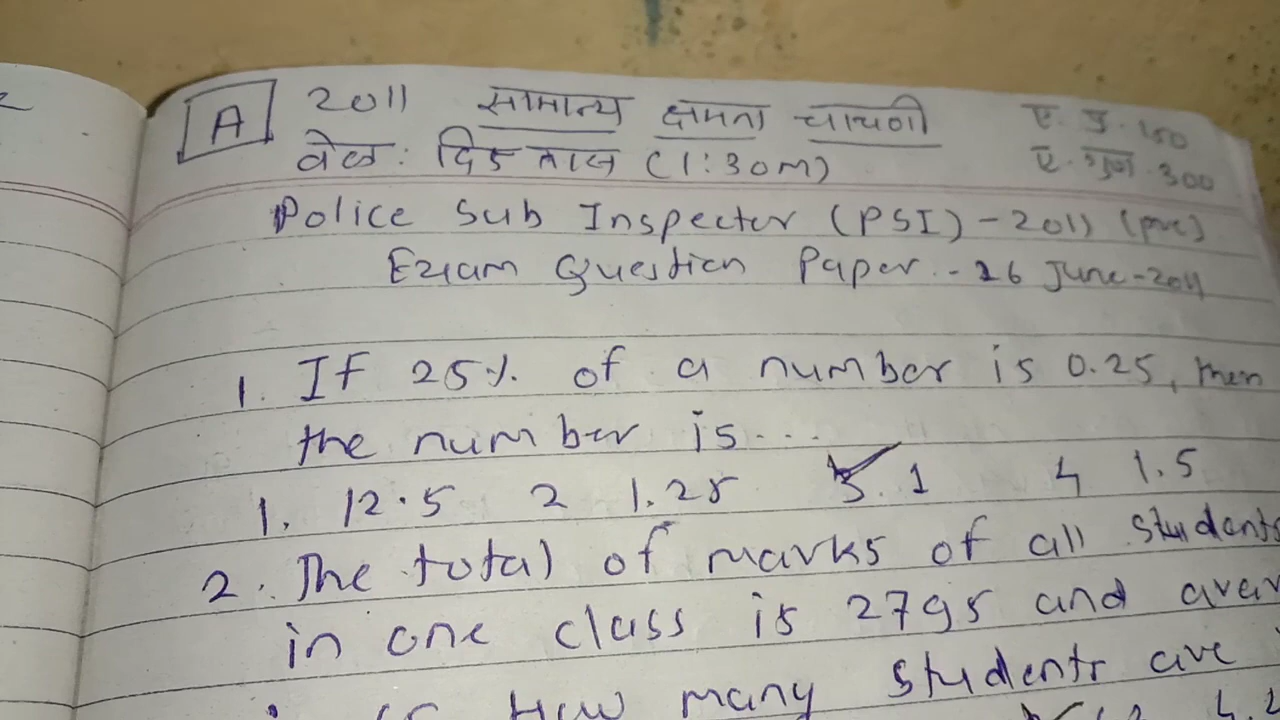 A 2011 सामान्य क्षमता चाचणी ए. प्र. 150
वेळ: दिड तास (1:30M) ए. गुण. 300
Police Sub Inspector (PSI) - 2011 (pre)
Exam Question Paper. - 26 June - 2011
1. If 25% of a number is 0.25, then
the number is...
1. 12.5 2 1.25 3. 1 4 1.5
2. The total of marks of all students
in one class is 2795 and aver
How many students are